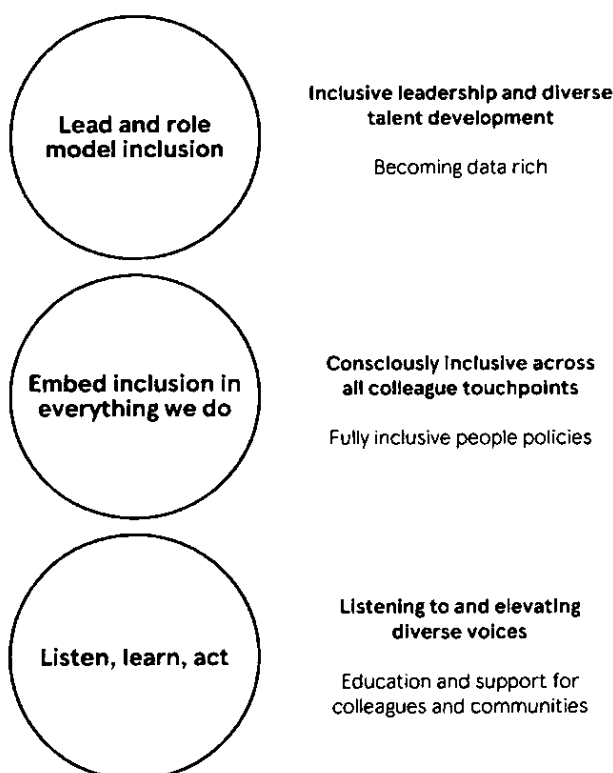 Lead and role
model inclusion
Inclusive leadership and diverse
talent development
Becoming data rich
Embed inclusion in
everything we do
Consciously inclusive across
all colleague touchpoints
Fully inclusive people policies
Listen, learn, act
Listening to and elevating
diverse voices
Education and support for
colleagues and communities